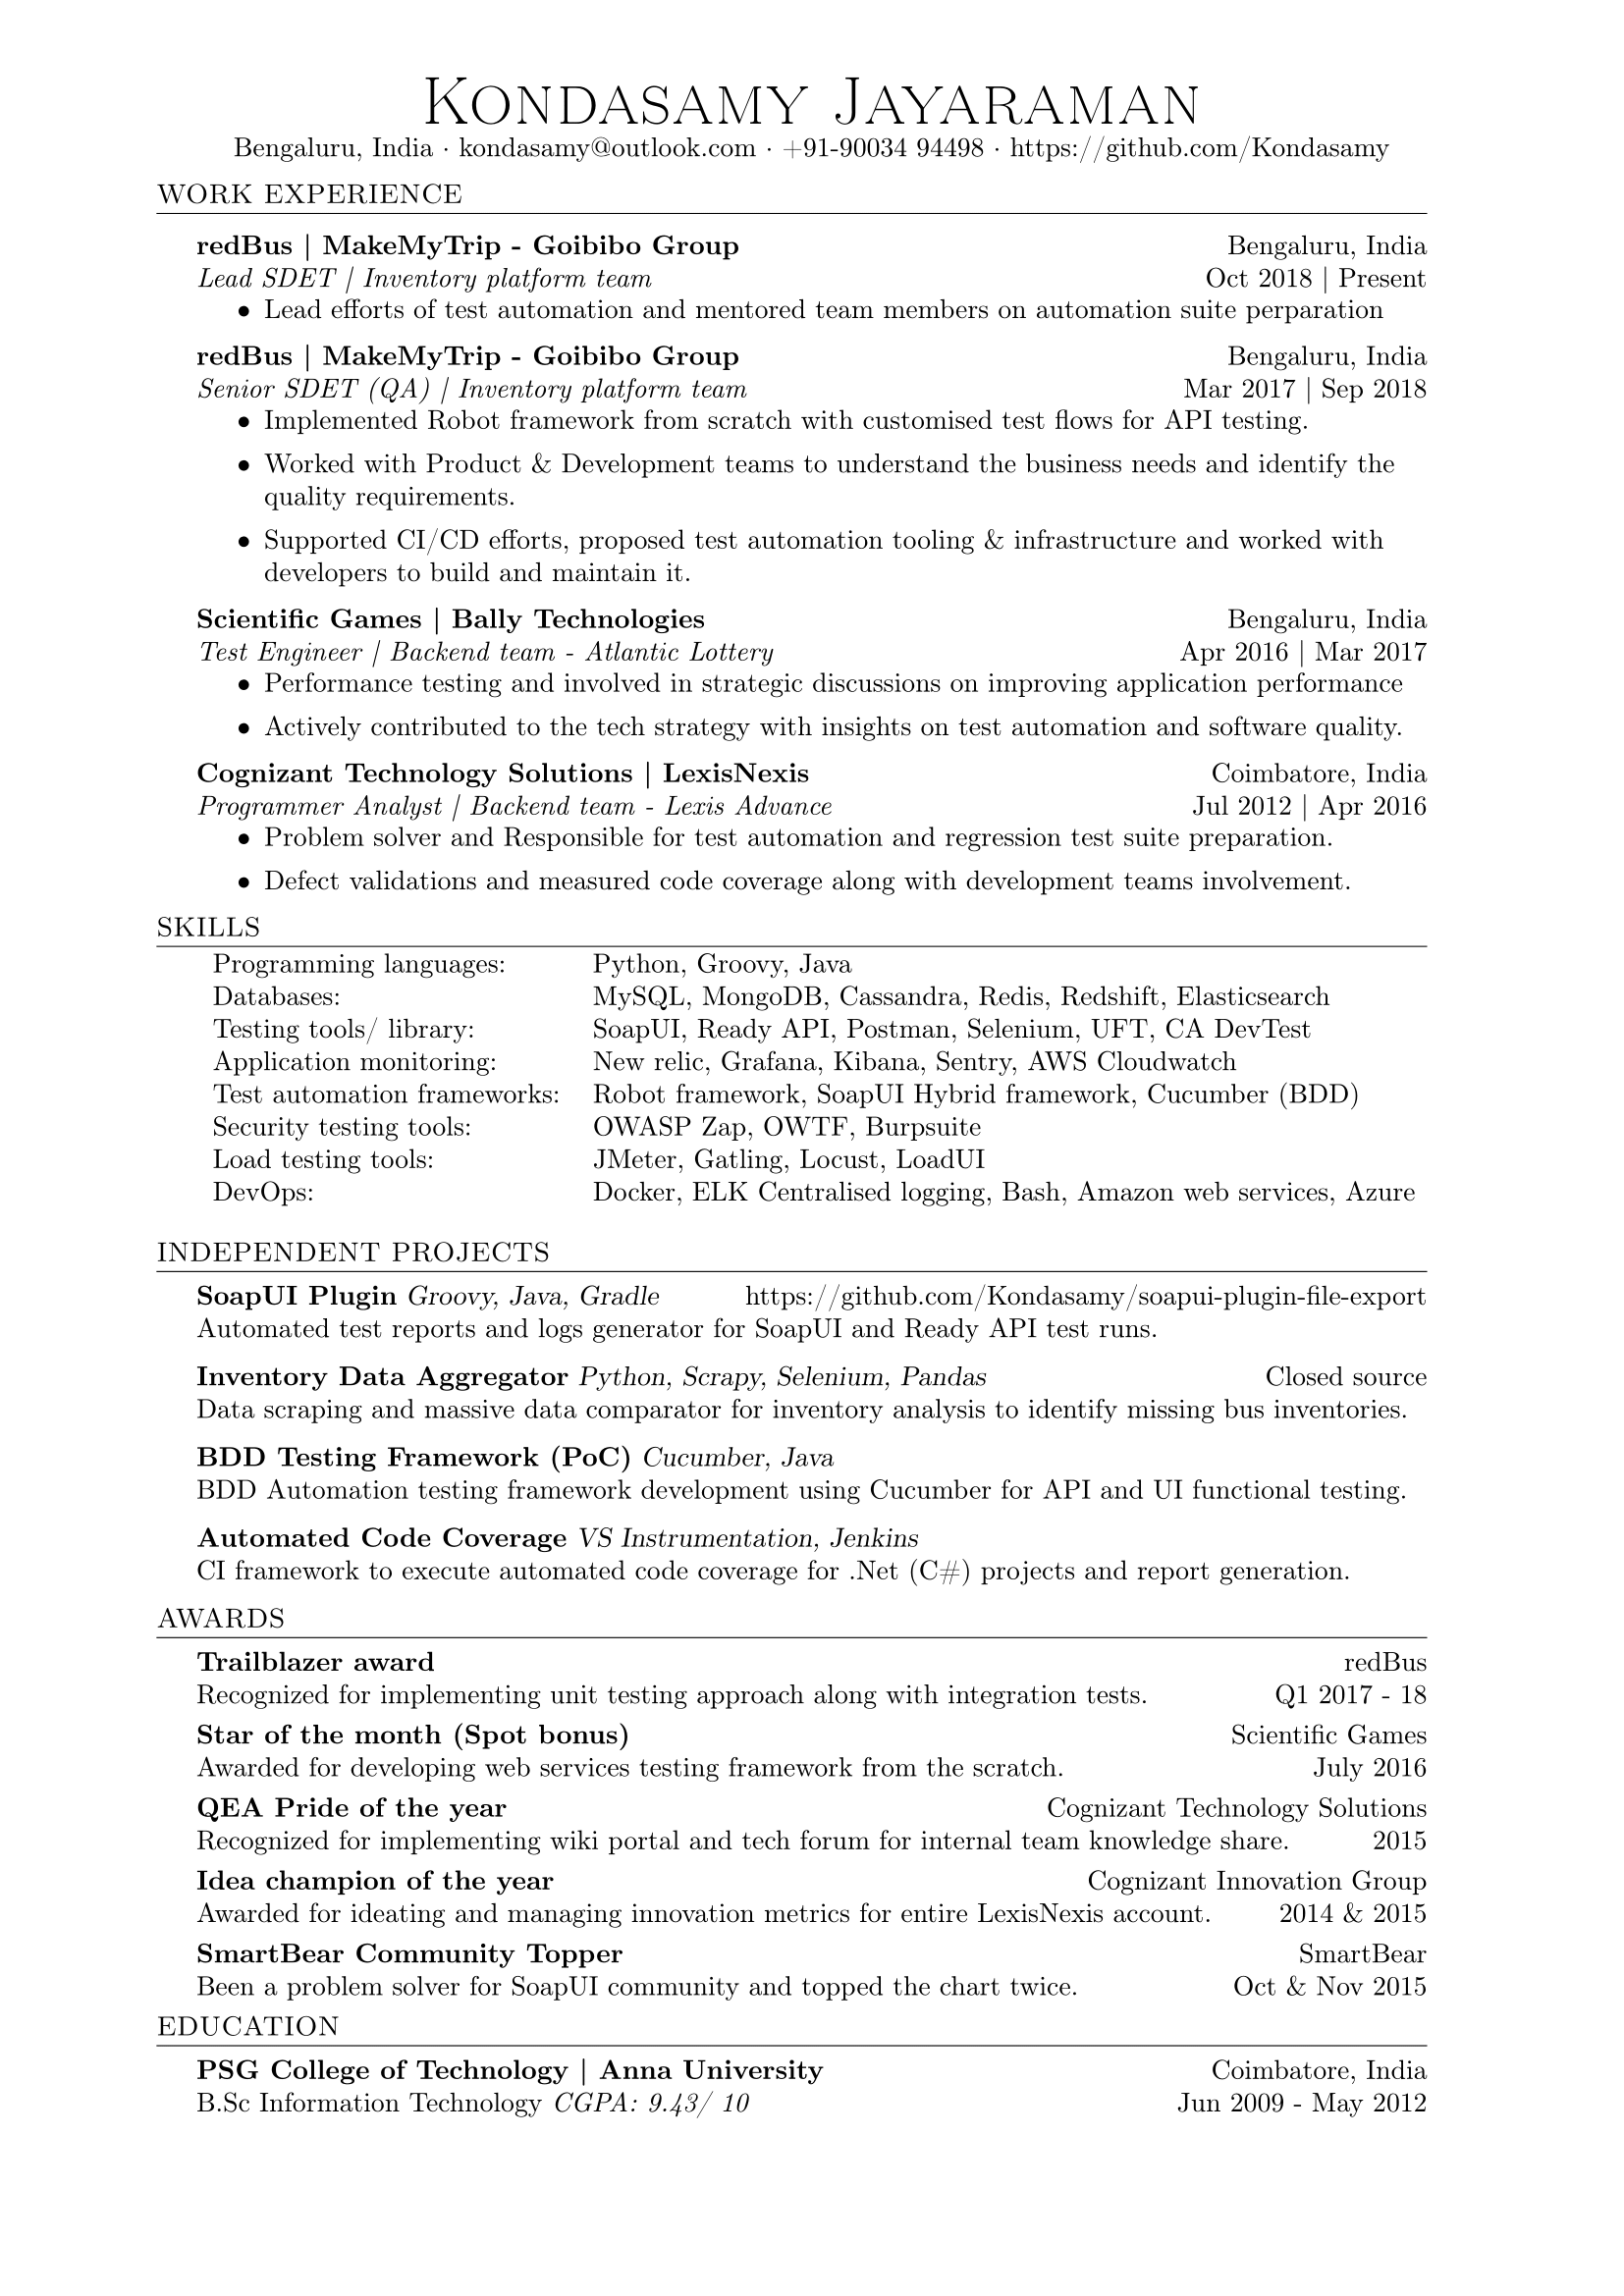 Kondasamy Jayaraman
Bengaluru, India · kondasamy@outlook.com · +91-90034 94498 · https://github.com/Kondasamy
WORK EXPERIENCE
redBus | MakeMyTrip - Goibibo Group Bengaluru, India
Lead SDET | Inventory platform team Oct 2018 | Present
• Lead efforts of test automation and mentored team members on automation suite perparation
redBus | MakeMyTrip - Goibibo Group Bengaluru, India
Senior SDET (QA) | Inventory platform team Mar 2017 | Sep 2018
• Implemented Robot framework from scratch with customised test flows for API testing.
• Worked with Product & Development teams to understand the business needs and identify the
quality requirements.
• Supported CI/CD efforts, proposed test automation tooling & infrastructure and worked with
developers to build and maintain it.
Scientific Games | Bally Technologies Bengaluru, India
Test Engineer | Backend team - Atlantic Lottery Apr 2016 | Mar 2017
• Performance testing and involved in strategic discussions on improving application performance
• Actively contributed to the tech strategy with insights on test automation and software quality.
Cognizant Technology Solutions | LexisNexis Coimbatore, India
Programmer Analyst | Backend team - Lexis Advance Jul 2012 | Apr 2016
• Problem solver and Responsible for test automation and regression test suite preparation.
• Defect validations and measured code coverage along with development teams involvement.
SKILLS
Programming languages: Python, Groovy, Java
Databases: MySQL, MongoDB, Cassandra, Redis, Redshift, Elasticsearch
Testing tools/ library: SoapUI, Ready API, Postman, Selenium, UFT, CA DevTest
Application monitoring: New relic, Grafana, Kibana, Sentry, AWS Cloudwatch
Test automation frameworks: Robot framework, SoapUI Hybrid framework, Cucumber (BDD)
Security testing tools: OWASP Zap, OWTF, Burpsuite
Load testing tools: JMeter, Gatling, Locust, LoadUI
DevOps: Docker, ELK Centralised logging, Bash, Amazon web services, Azure
INDEPENDENT PROJECTS
SoapUI Plugin Groovy, Java, Gradle https://github.com/Kondasamy/soapui-plugin-file-export
Automated test reports and logs generator for SoapUI and Ready API test runs.
Inventory Data Aggregator Python, Scrapy, Selenium, Pandas Closed source
Data scraping and massive data comparator for inventory analysis to identify missing bus inventories.
BDD Testing Framework (PoC) Cucumber, Java
BDD Automation testing framework development using Cucumber for API and UI functional testing.
Automated Code Coverage VS Instrumentation, Jenkins
CI framework to execute automated code coverage for .Net (C#) projects and report generation.
AWARDS
Trailblazer award redBus
Recognized for implementing unit testing approach along with integration tests. Q1 2017 - 18
Star of the month (Spot bonus) Scientific Games
Awarded for developing web services testing framework from the scratch. July 2016
QEA Pride of the year Cognizant Technology Solutions
Recognized for implementing wiki portal and tech forum for internal team knowledge share. 2015
Idea champion of the year Cognizant Innovation Group
Awarded for ideating and managing innovation metrics for entire LexisNexis account. 2014 & 2015
SmartBear Community Topper SmartBear
Been a problem solver for SoapUI community and topped the chart twice. Oct & Nov 2015
EDUCATION
PSG College of Technology | Anna University Coimbatore, India
B.Sc Information Technology CGPA: 9.43/ 10 Jun 2009 - May 2012